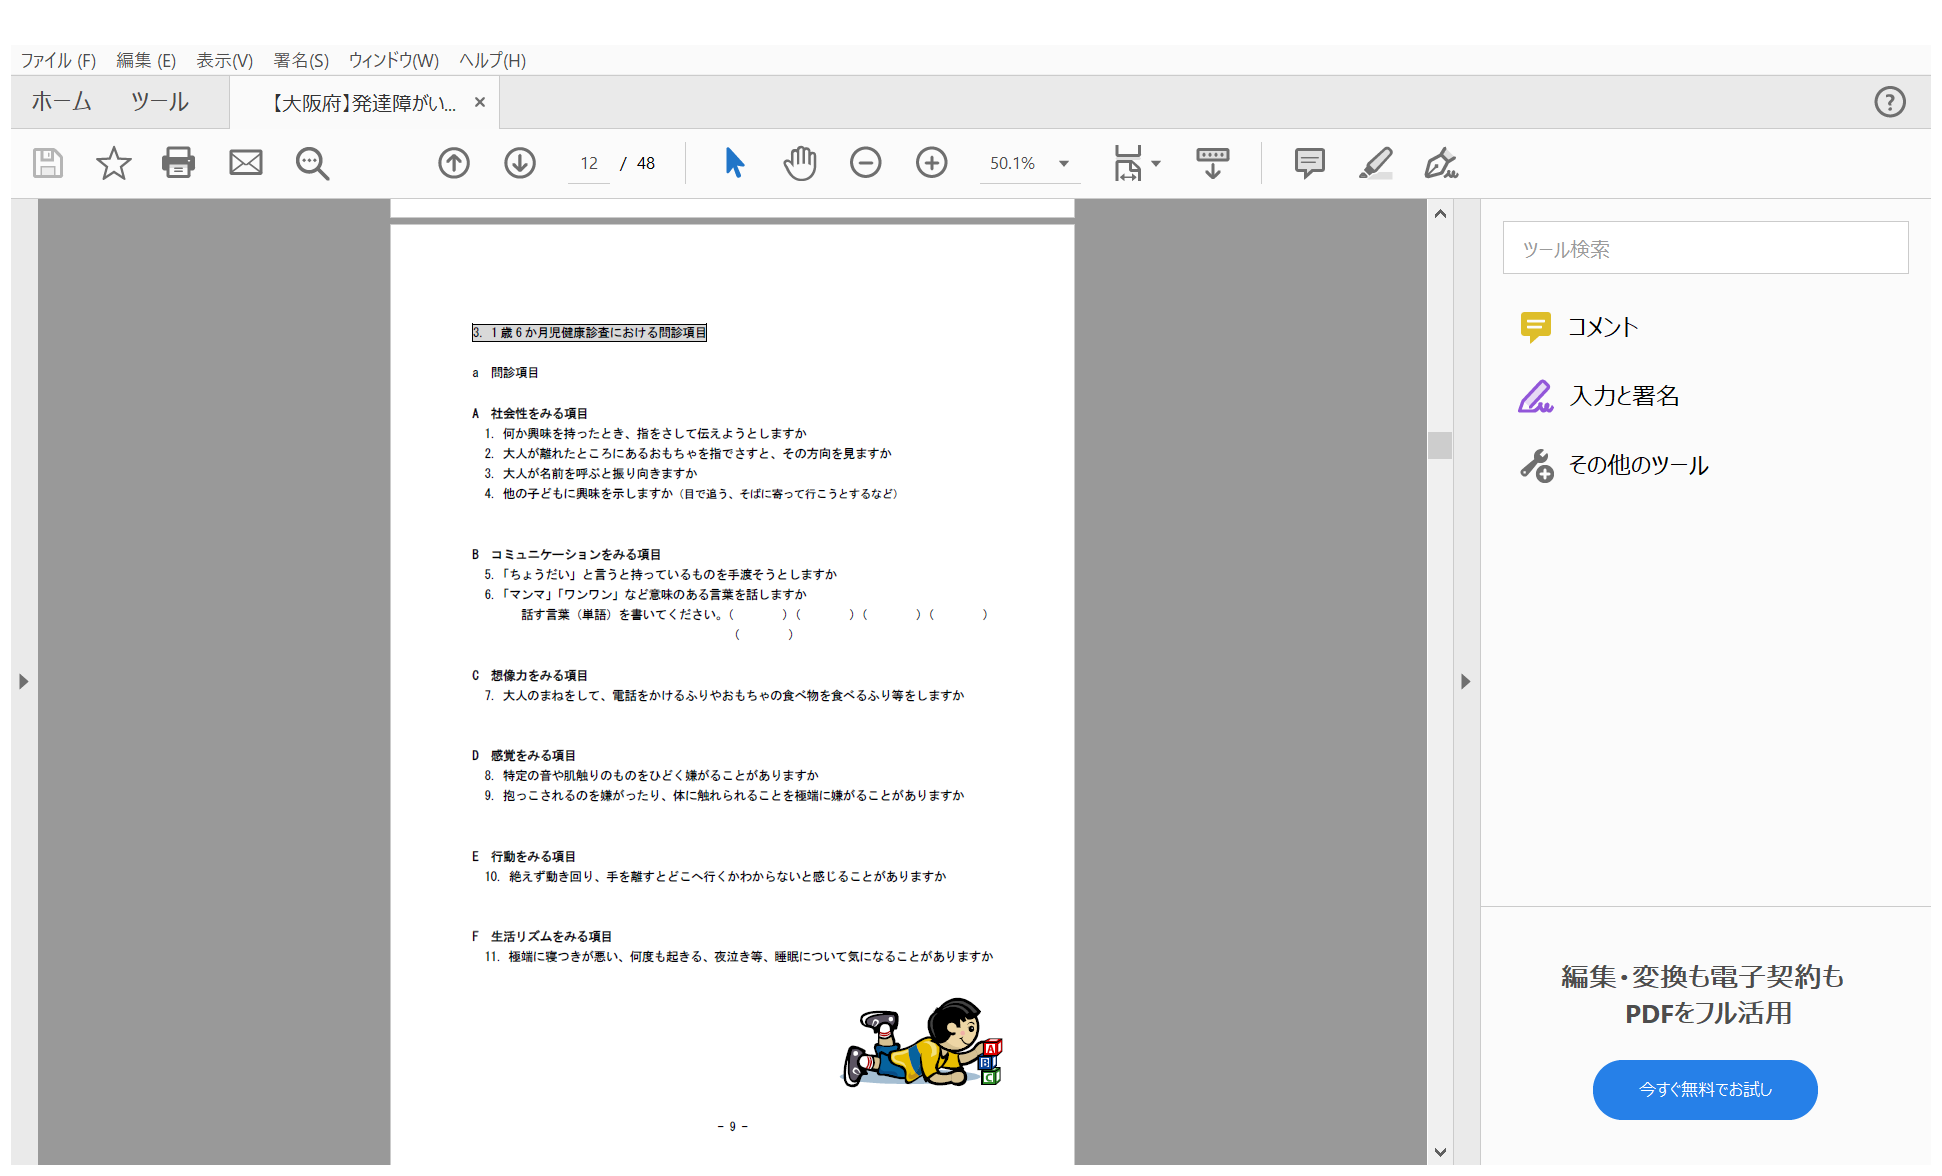 ファイル (F) 編集 (E) 表示(V) 署名(S) ウィンドウ(W) ヘルプ(H)
ホーム ツール 【大阪府】発達障がい... ×
12 / 48 50.1%
ツール検索
コメント
入力と署名
その他のツール
編集・変換も電子契約も
PDFをフル活用
今すぐ無料でお試し
3. 1歳6か月児健康診査における問診項目
a 問診項目
A 社会性をみる項目
1. 何か興味を持ったとき、指をさして伝えようとしますか
2. 大人が離れたところにあるおもちゃを指でさすと、その方向を見ますか
3. 大人が名前を呼ぶと振り向きますか
4. 他の子どもに興味を示しますか（目で追う、そばに寄って行こうとするなど）
B コミュニケーションをみる項目
5. 「ちょうだい」と言うと持っているものを手渡そうとしますか
6. 「マンマ」「ワンワン」など意味のある言葉を話しますか
話す言葉（単語）を書いてください。（　　　　）（　　　　）（　　　　）（　　　　）
（　　　　）
C 想像力をみる項目
7. 大人のまねをして、電話をかけるふりやおもちゃの食べ物を食べるふり等をしますか
D 感覚をみる項目
8. 特定の音や肌触りのものをひどく嫌がることがありますか
9. 抱っこされるのを嫌がったり、体に触れられることを極端に嫌がることがありますか
E 行動をみる項目
10. 絶えず動き回り、手を離すとどこへ行くかわからないと感じることがありますか
F 生活リズムをみる項目
11. 極端に寝つきが悪い、何度も起きる、夜泣き等、睡眠について気になることがありますか
A
B
C
- 9 -